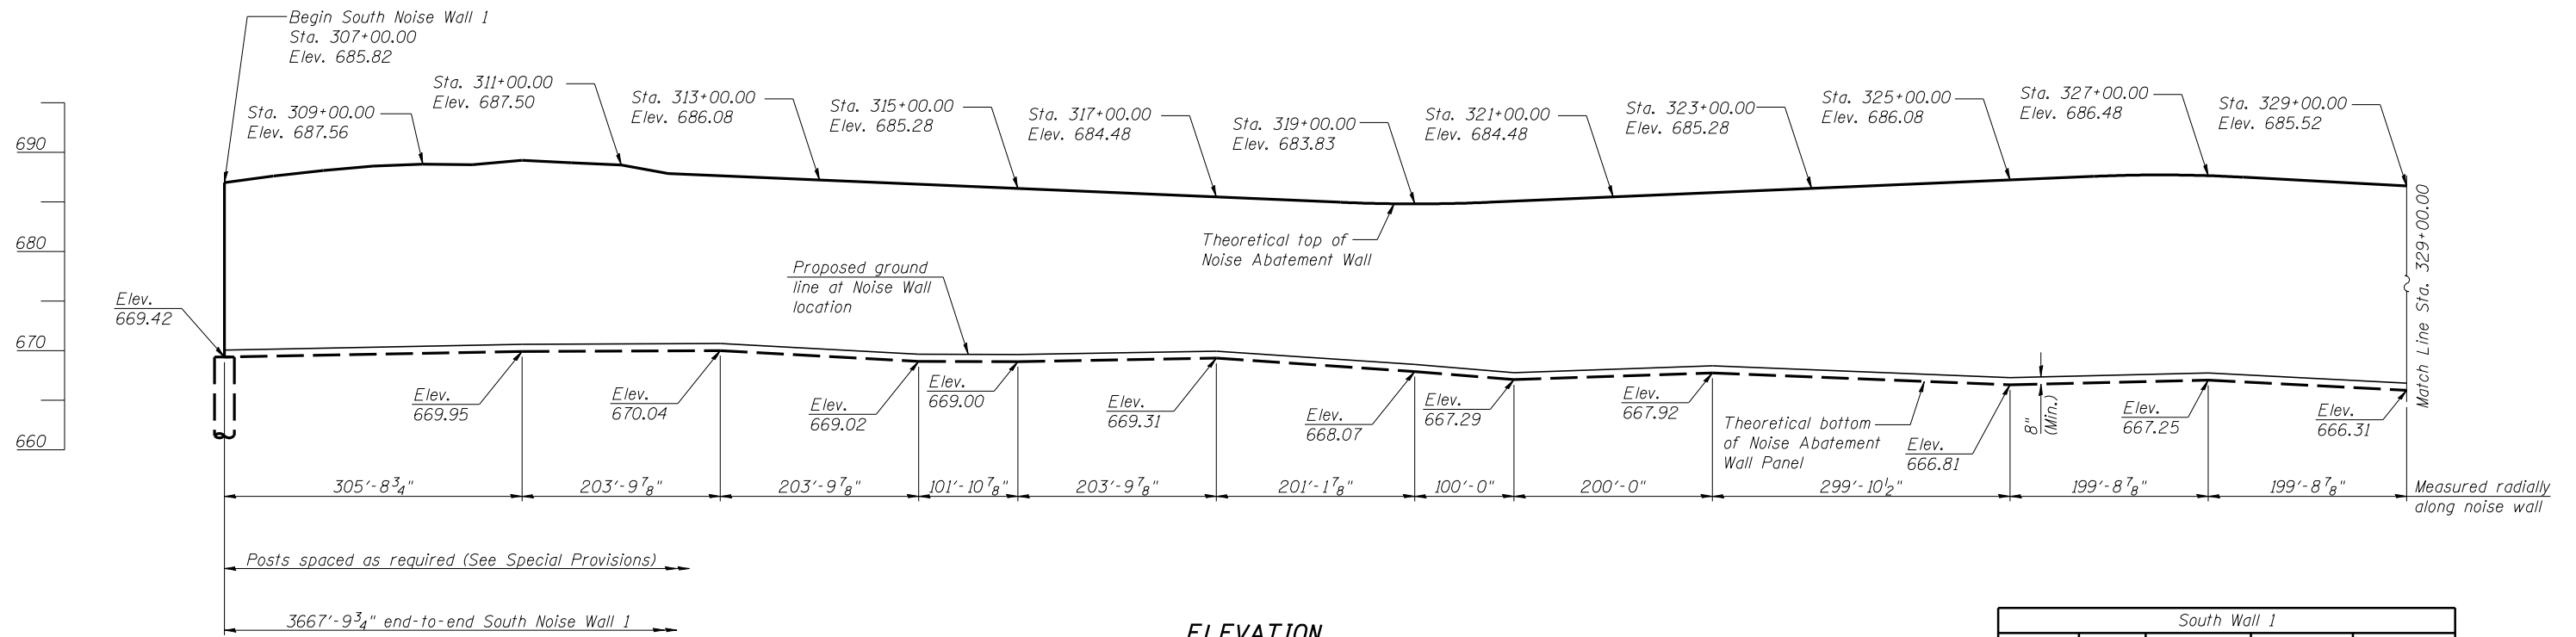 Begin South Noise Wall 1
Sta. 307+00.00
Elev. 685.82
Sta. 309+00.00
Elev. 687.56
Sta. 311+00.00
Elev. 687.50
Sta. 313+00.00
Elev. 686.08
Sta. 315+00.00
Elev. 685.28
Sta. 317+00.00
Elev. 684.48
Sta. 319+00.00
Elev. 683.83
Sta. 321+00.00
Elev. 684.48
Sta. 323+00.00
Elev. 685.28
Sta. 325+00.00
Elev. 686.08
Sta. 327+00.00
Elev. 686.48
Sta. 329+00.00
Elev. 685.52
690
680
670
660
Theoretical top of
Noise Abatement Wall
Proposed ground
line at Noise Wall
location
Match Line Sta. 329+00.00
Elev.
669.42
Elev.
669.95
Elev.
670.04
Elev.
669.02
Elev.
669.00
Elev.
669.31
Elev.
668.07
Elev.
667.29
Elev.
667.92
Theoretical bottom
of Noise Abatement
Wall Panel
Elev.
666.81
8"
(Min.)
Elev.
667.25
Elev.
666.31
305'-8¾"
203'-9⅞"
203'-9⅞"
101'-10⅞"
203'-9⅞"
201'-1⅞"
100'-0"
200'-0"
299'-10½"
199'-8⅞"
199'-8⅞"
Measured radially
along noise wall
Posts spaced as required (See Special Provisions)
3667'-9¾" end-to-end South Noise Wall 1
ELEVATION
South Wall 1